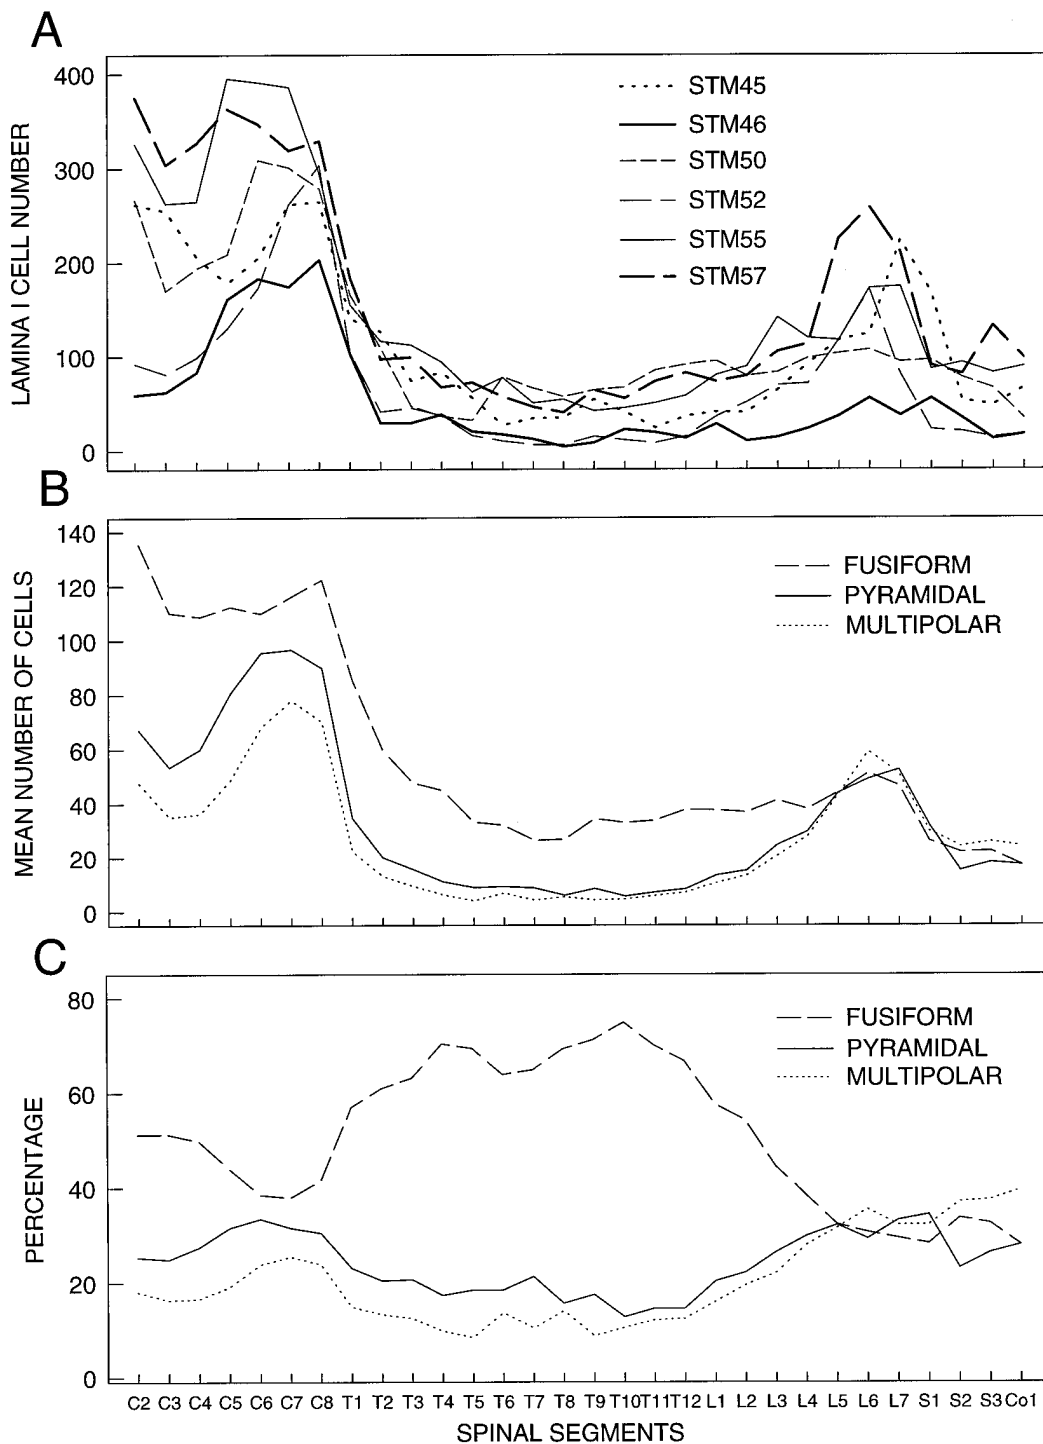 A
LAMINA I CELL NUMBER
400
300
200
100
0
STM45
STM46
STM50
STM52
STM55
STM57
B
MEAN NUMBER OF CELLS
140
120
100
80
60
40
20
0
FUSIFORM
PYRAMIDAL
MULTIPOLAR
C
PERCENTAGE
80
60
40
20
0
FUSIFORM
PYRAMIDAL
MULTIPOLAR
C2 C3 C4 C5 C6 C7 C8 T1 T2 T3 T4 T5 T6 T7 T8 T9 T10 T11 T12 L1 L2 L3 L4 L5 L6 L7 S1 S2 S3 Co1
SPINAL SEGMENTS